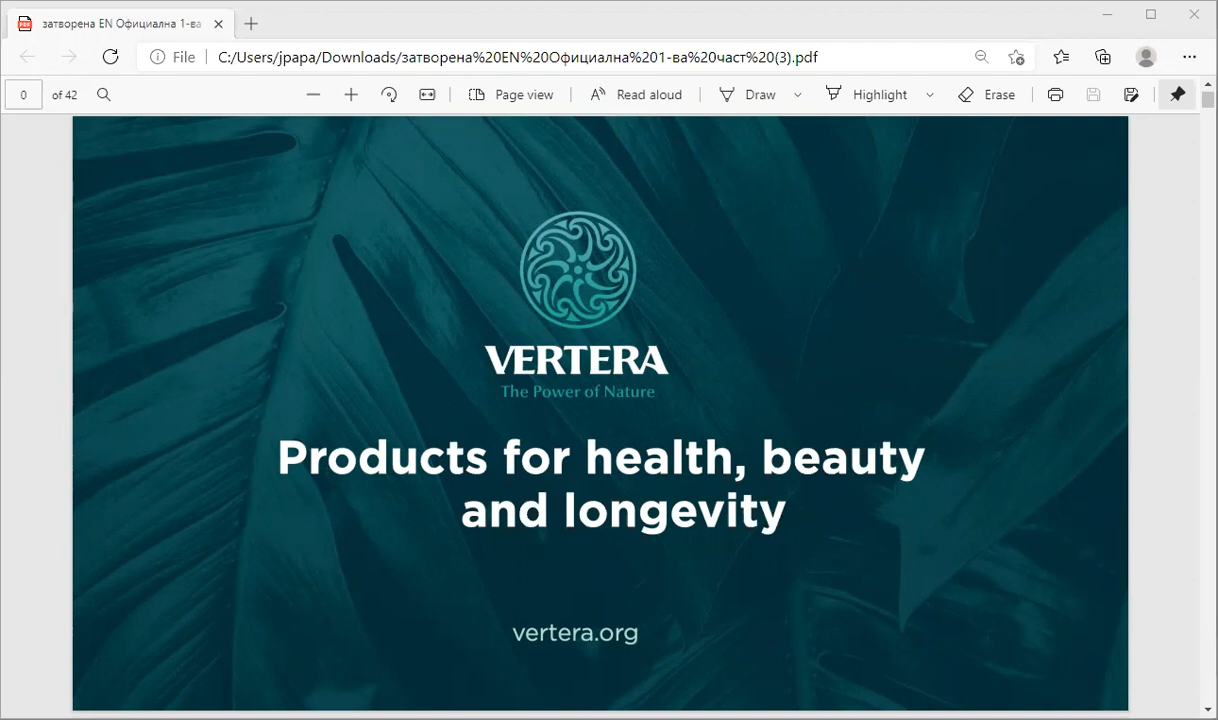 затворена EN Официална 1-ва
File
C:/Users/jpapa/Downloads/затворена%20EN%20Официална%201-ва%20част%20(3).pdf
0 of 42
Page view
Read aloud
Draw
Highlight
Erase
VERTERA
The Power of Nature
Products for health, beauty
and longevity
vertera.org